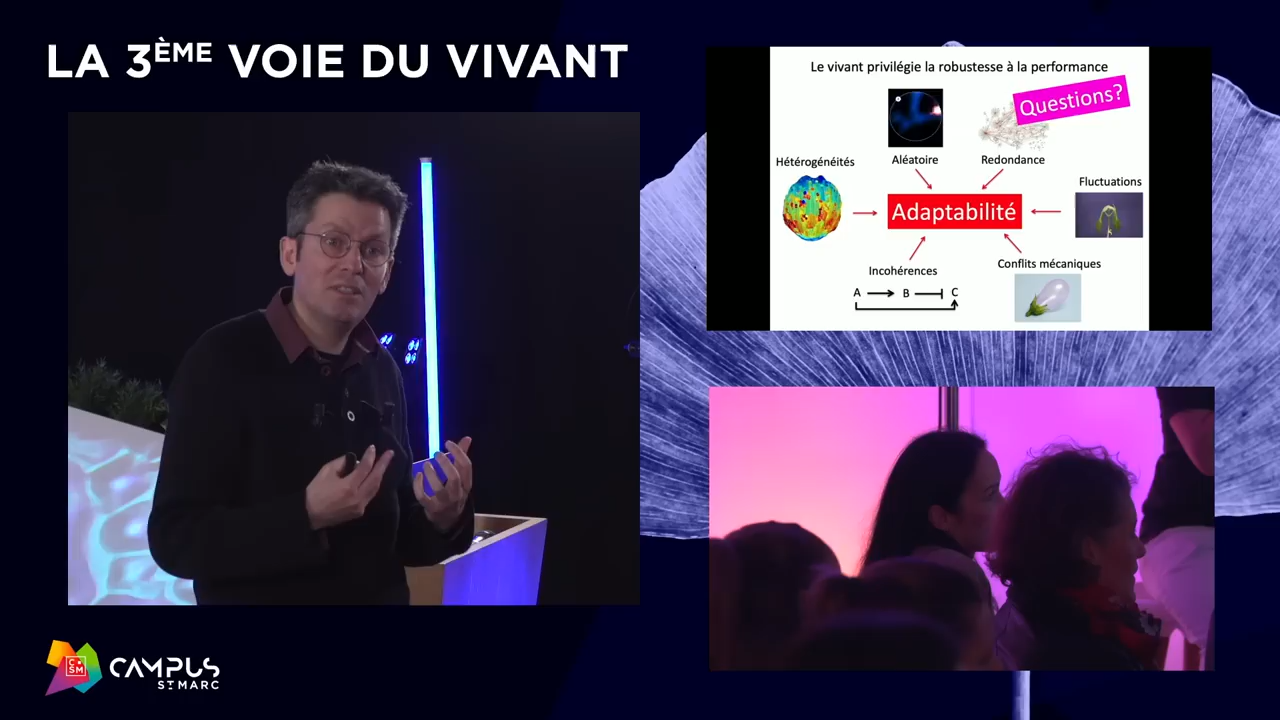 LA 3ÈME VOIE DU VIVANT
Le vivant privilégie la robustesse à la performance
Questions?
Hétérogénéités
Aléatoire
Redondance
Fluctuations
Adaptabilité
Incohérences
Conflits mécaniques
A B C
C SM
CAMPUS
ST MARC